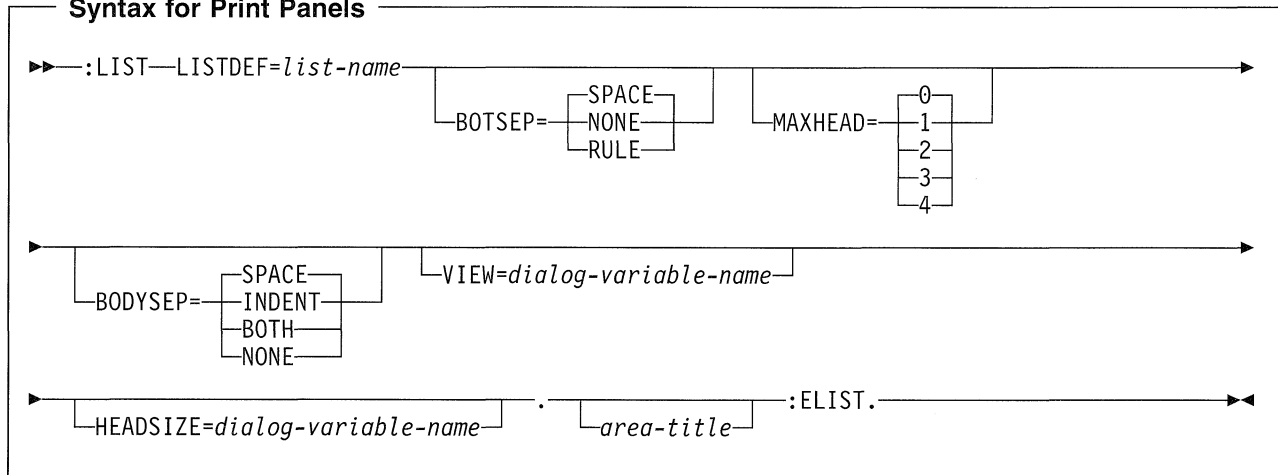 Syntax for Print Panels
:LIST LISTDEF=list-name
BOTSEP= SPACE
NONE
RULE
MAXHEAD= 0
1
2
3
4
BODYSEP= SPACE
INDENT
BOTH
NONE
VIEW=dialog-variable-name
HEADSIZE=dialog-variable-name . area-title :ELIST.